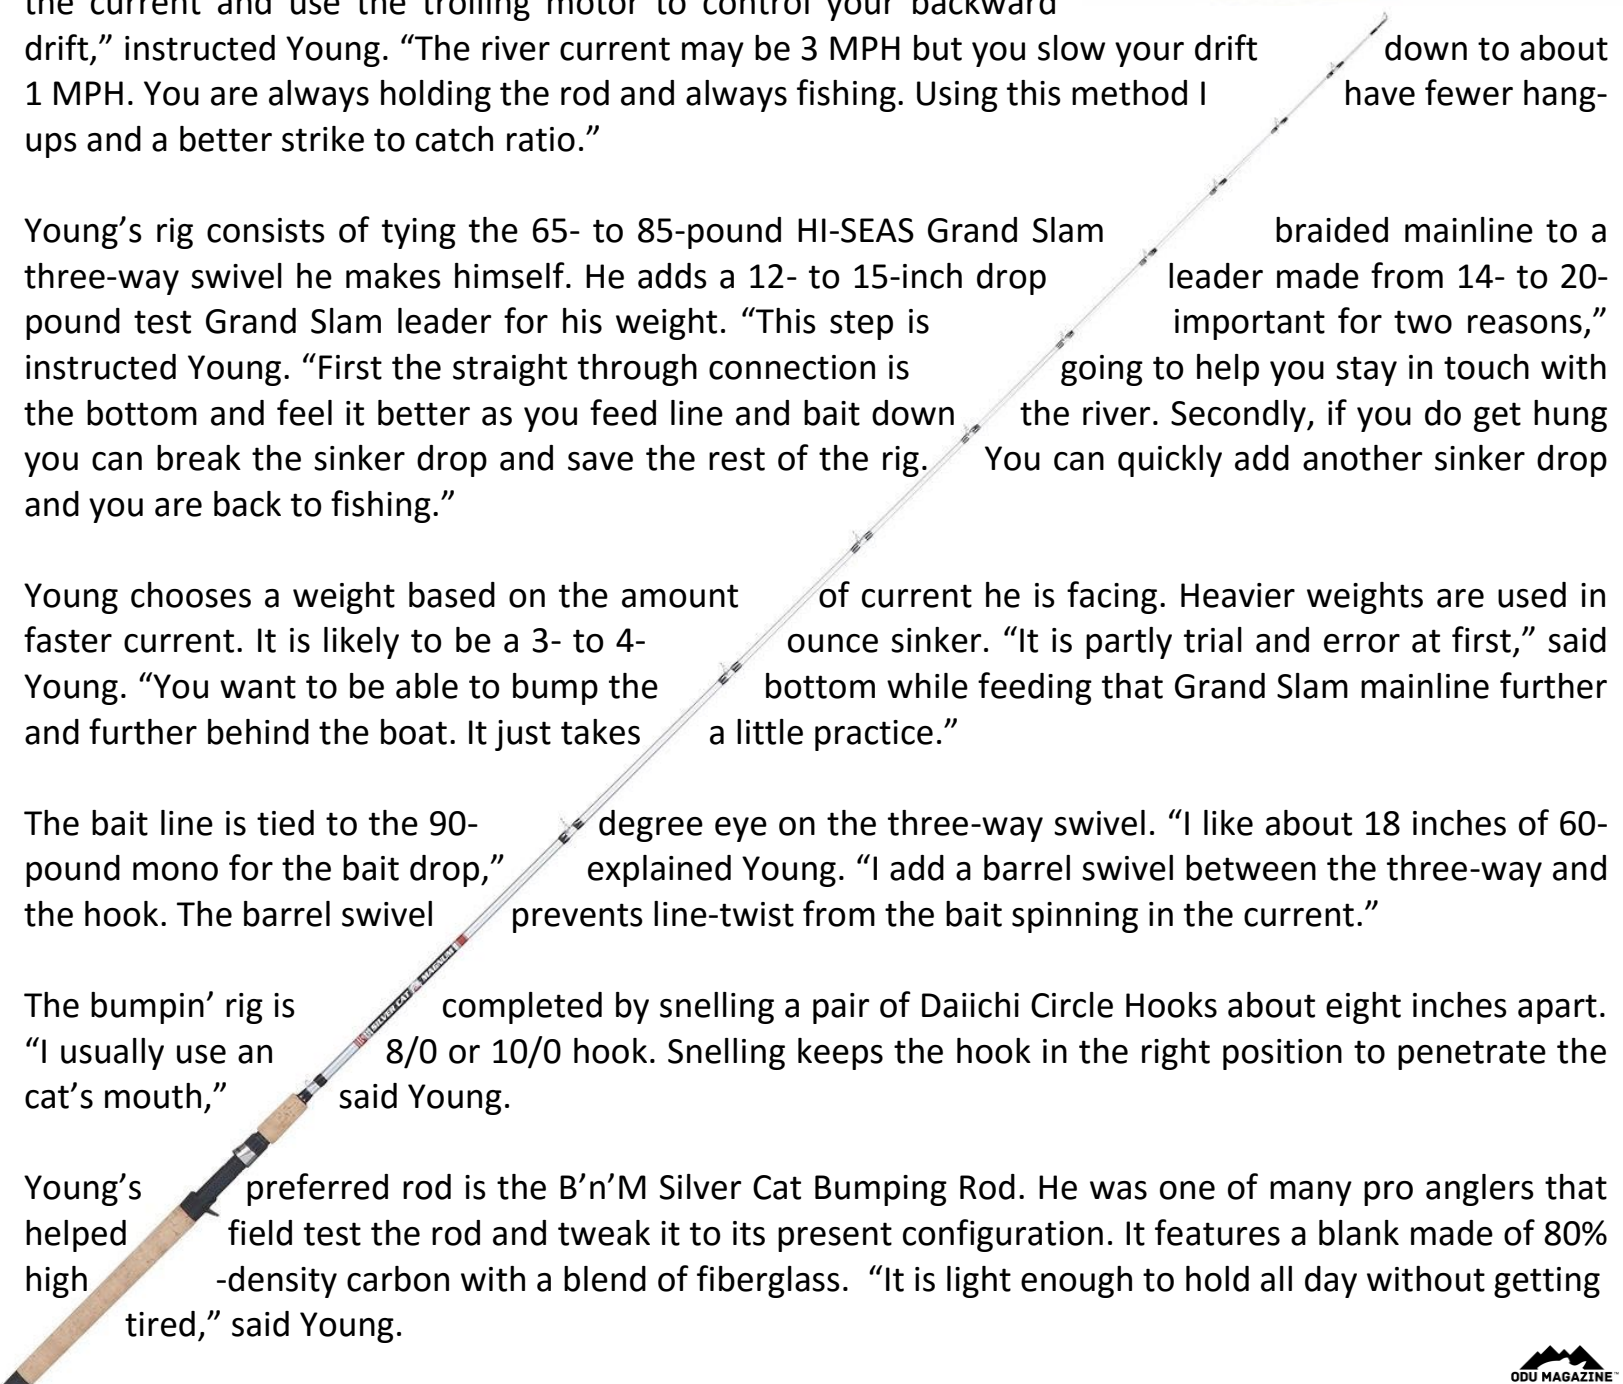 the current and use the trolling motor to control your backward
drift,” instructed Young. “The river current may be 3 MPH but you slow your drift down to about
1 MPH. You are always holding the rod and always fishing. Using this method I have fewer hang-
ups and a better strike to catch ratio.”
Young’s rig consists of tying the 65- to 85-pound HI-SEAS Grand Slam braided mainline to a
three-way swivel he makes himself. He adds a 12- to 15-inch drop leader made from 14- to 20-
pound test Grand Slam leader for his weight. “This step is important for two reasons,”
instructed Young. “First the straight through connection is going to help you stay in touch with
the bottom and feel it better as you feed line and bait down the river. Secondly, if you do get hung
you can break the sinker drop and save the rest of the rig. You can quickly add another sinker drop
and you are back to fishing.”
Young chooses a weight based on the amount of current he is facing. Heavier weights are used in
faster current. It is likely to be a 3- to 4- ounce sinker. “It is partly trial and error at first,” said
Young. “You want to be able to bump the bottom while feeding that Grand Slam mainline further
and further behind the boat. It just takes a little practice.”
The bait line is tied to the 90- degree eye on the three-way swivel. “I like about 18 inches of 60-
pound mono for the bait drop,” explained Young. “I add a barrel swivel between the three-way and
the hook. The barrel swivel prevents line-twist from the bait spinning in the current.”
The bumpin’ rig is completed by snelling a pair of Daiichi Circle Hooks about eight inches apart.
“I usually use an 8/0 or 10/0 hook. Snelling keeps the hook in the right position to penetrate the
cat’s mouth,” said Young.
Young’s preferred rod is the B’n’M Silver Cat Bumping Rod. He was one of many pro anglers that
helped field test the rod and tweak it to its present configuration. It features a blank made of 80%
high -density carbon with a blend of fiberglass. “It is light enough to hold all day without getting
tired,” said Young.
SILVER CAT MAGNUM
ODU MAGAZINE™